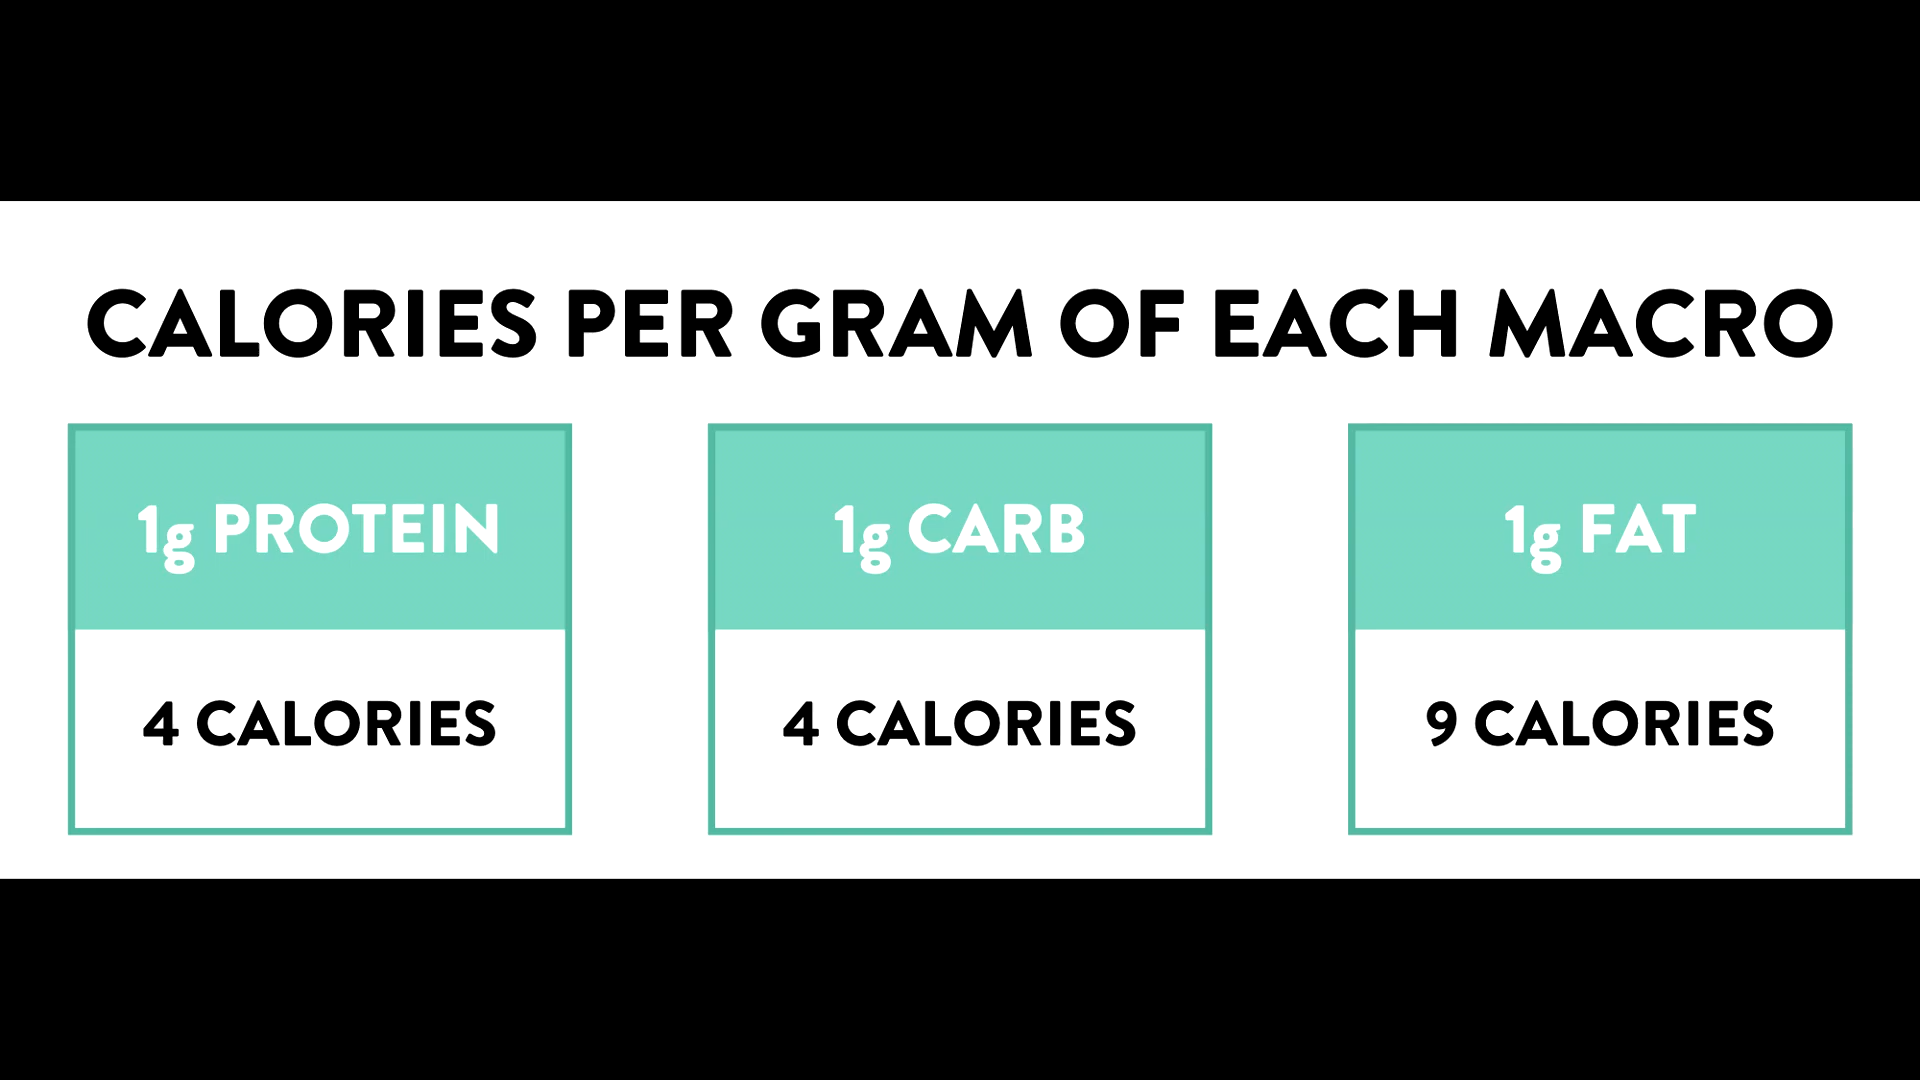 CALORIES PER GRAM OF EACH MACRO
1g PROTEIN
4 CALORIES
1g CARB
4 CALORIES
1g FAT
9 CALORIES